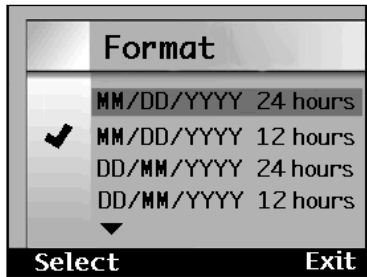 Format
MM/DD/YYYY 24 hours
MM/DD/YYYY 12 hours
DD/MM/YYYY 24 hours
DD/MM/YYYY 12 hours
Select Exit